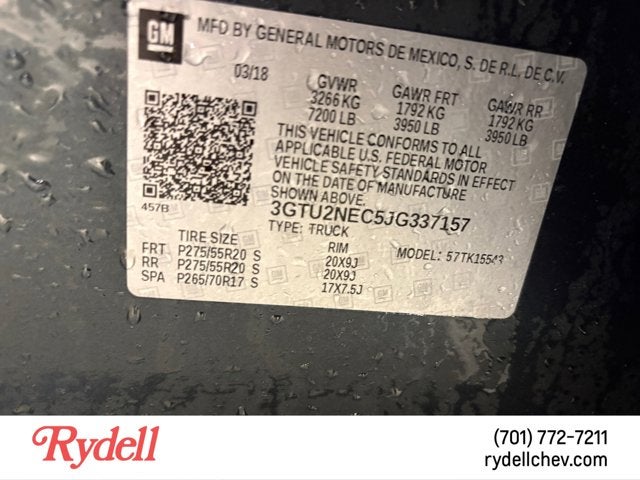 GM
MFD BY GENERAL MOTORS DE MEXICO, S. DE R.L. DE C.V.
03/18 GVWR GAWR FRT GAWR RR
3266 KG 1792 KG 1792 KG
7200 LB 3950 LB 3950 LB
THIS VEHICLE CONFORMS TO ALL
APPLICABLE U.S. FEDERAL MOTOR
VEHICLE SAFETY STANDARDS IN EFFECT
ON THE DATE OF MANUFACTURE
SHOWN ABOVE.
457B 3GTU2NEC5JG337157
TYPE: TRUCK
TIRE SIZE RIM MODEL: 57TK15543
FRT P275/55R20 S 20X9J
RR P275/55R20 S 20X9J
SPA P265/70R17 S 17X7.5J
Rydell
(701) 772-7211
rydellchev.com